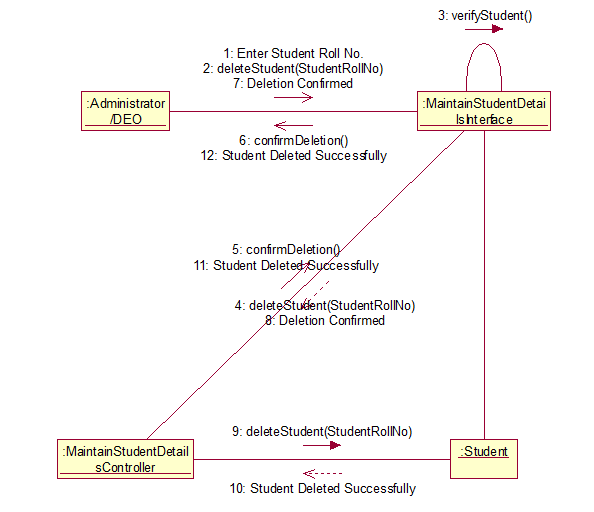 3: verifyStudent()
1: Enter Student Roll No.
2: deleteStudent(StudentRollNo)
7: Deletion Confirmed
:Administrator
/DEO
:MaintainStudentDetai
lsInterface
6: confirmDeletion()
12: Student Deleted Successfully
5: confirmDeletion()
11: Student Deleted Successfully
4: deleteStudent(StudentRollNo)
8: Deletion Confirmed
9: deleteStudent(StudentRollNo)
:MaintainStudentDetail
sController
:Student
10: Student Deleted Successfully